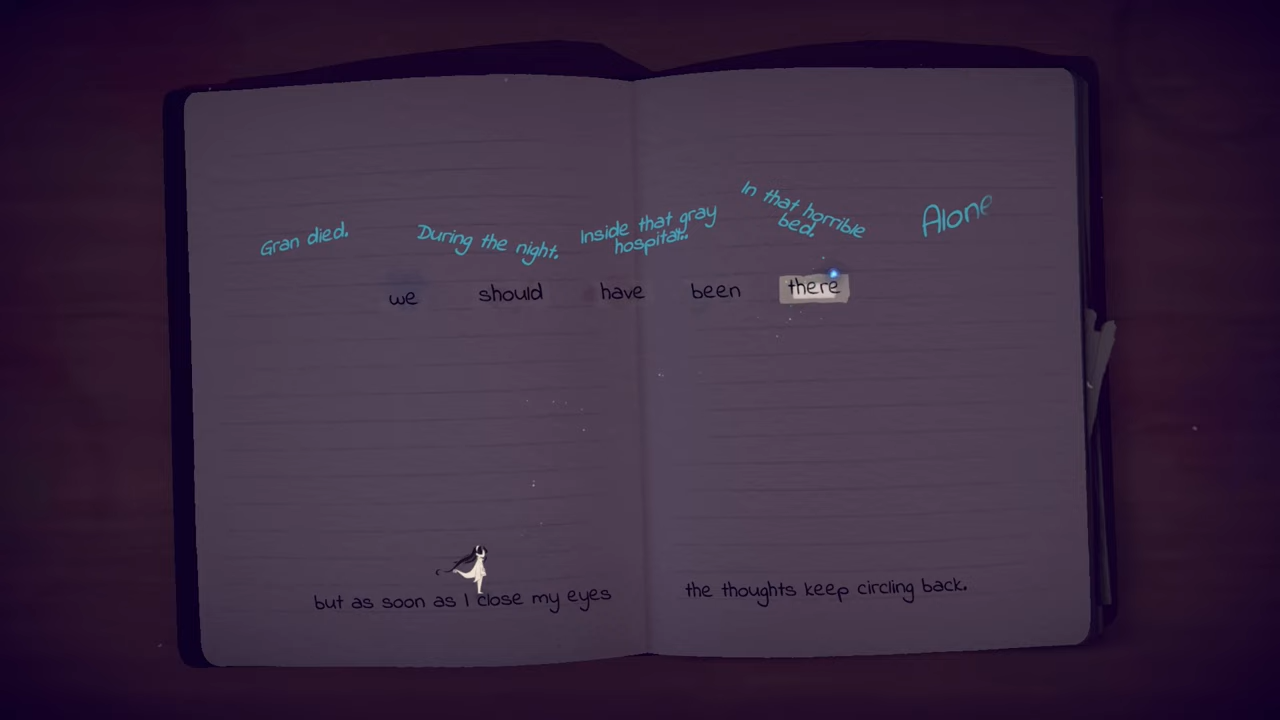 Gran died.
During the night.
Inside that gray
hospital..
In that horrible
bed.
Alone
we should have been there
but as soon as I close my eyes
the thoughts keep circling back.